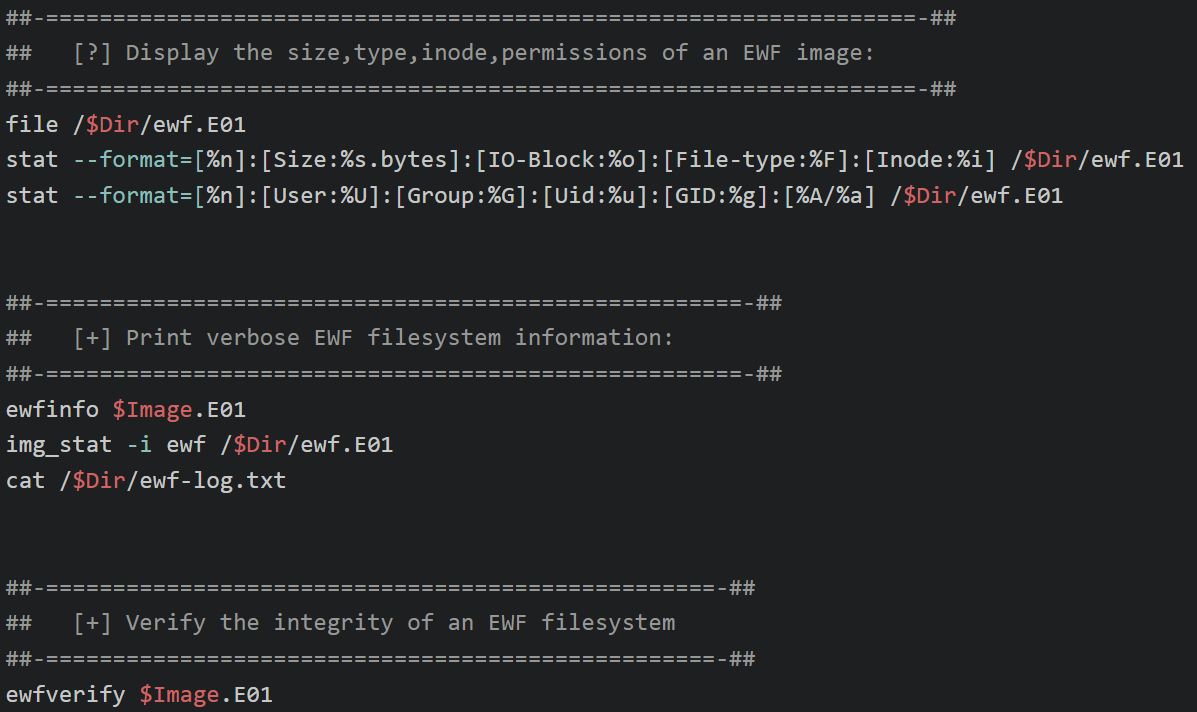 ##-=================================================================-##
##   [?] Display the size,type,inode,permissions of an EWF image:
##-=================================================================-##
file /$Dir/ewf.E01
stat --format=[%n]:[Size:%s.bytes]:[IO-Block:%o]:[File-type:%F]:[Inode:%i] /$Dir/ewf.E01
stat --format=[%n]:[User:%U]:[Group:%G]:[Uid:%u]:[GID:%g]:[%A/%a] /$Dir/ewf.E01
##-====================================================-##
##   [+] Print verbose EWF filesystem information:
##-====================================================-##
ewfinfo $Image.E01
img_stat -i ewf /$Dir/ewf.E01
cat /$Dir/ewf-log.txt
##-==================================================-##
##   [+] Verify the integrity of an EWF filesystem
##-==================================================-##
ewfverify $Image.E01